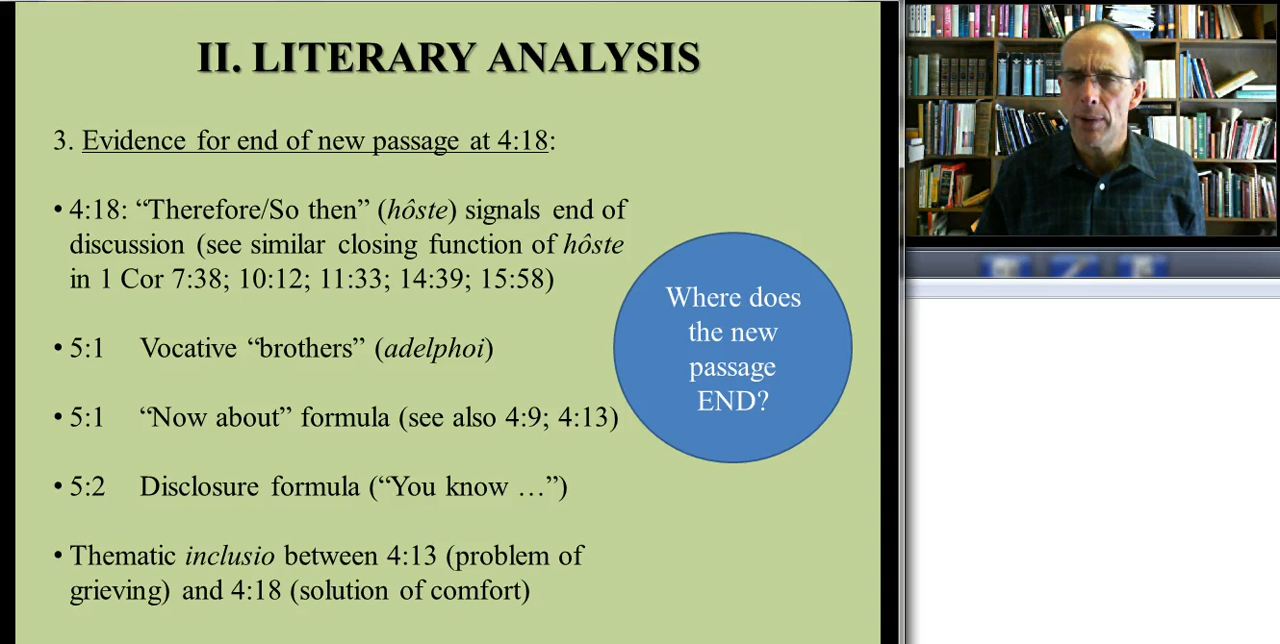 II. LITERARY ANALYSIS
3. Evidence for end of new passage at 4:18:
• 4:18: “Therefore/So then” (hôste) signals end of
discussion (see similar closing function of hôste
in 1 Cor 7:38; 10:12; 11:33; 14:39; 15:58)
• 5:1 Vocative “brothers” (adelphoi)
• 5:1 “Now about” formula (see also 4:9; 4:13)
• 5:2 Disclosure formula (“You know …”)
• Thematic inclusio between 4:13 (problem of
grieving) and 4:18 (solution of comfort)
Where does
the new
passage
END?